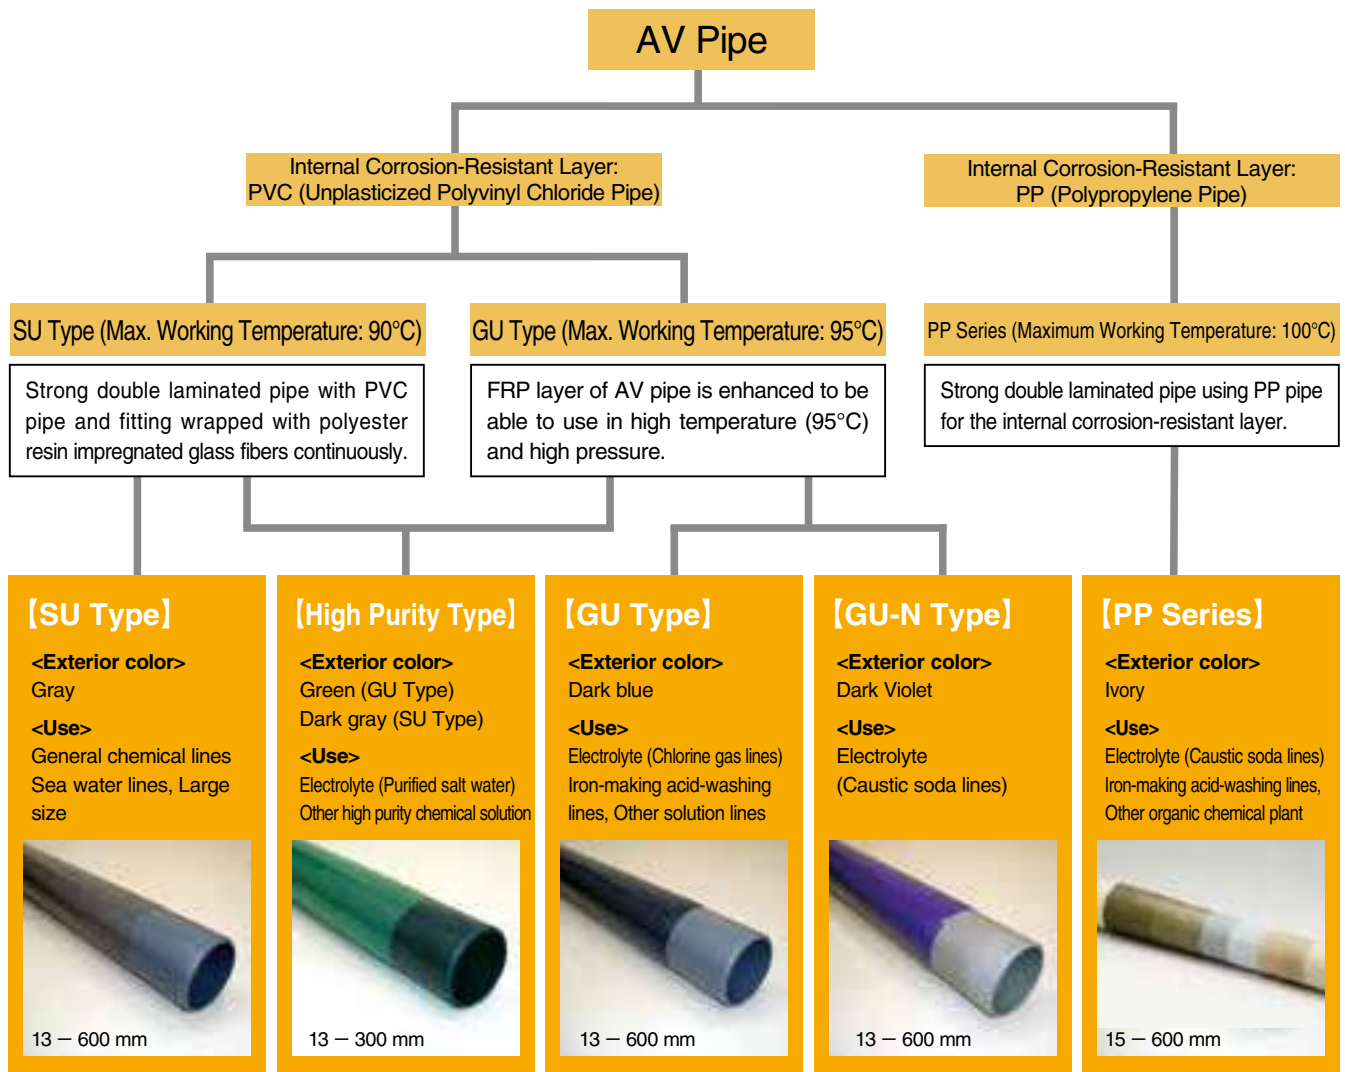 AV Pipe
Internal Corrosion-Resistant Layer:
PVC (Unplasticized Polyvinyl Chloride Pipe)
Internal Corrosion-Resistant Layer:
PP (Polypropylene Pipe)
SU Type (Max. Working Temperature: 90°C)
GU Type (Max. Working Temperature: 95°C)
PP Series (Maximum Working Temperature: 100°C)
Strong double laminated pipe with PVC
pipe and fitting wrapped with polyester
resin impregnated glass fibers continuously.
FRP layer of AV pipe is enhanced to be
able to use in high temperature (95°C)
and high pressure.
Strong double laminated pipe using PP pipe
for the internal corrosion-resistant layer.
【SU Type】
<Exterior color>
Gray
<Use>
General chemical lines
Sea water lines, Large
size
13 – 600 mm
【High Purity Type】
<Exterior color>
Green (GU Type)
Dark gray (SU Type)
<Use>
Electrolyte (Purified salt water)
Other high purity chemical solution
13 – 300 mm
【GU Type】
<Exterior color>
Dark blue
<Use>
Electrolyte (Chlorine gas lines)
Iron-making acid-washing
lines, Other solution lines
13 – 600 mm
【GU-N Type】
<Exterior color>
Dark Violet
<Use>
Electrolyte
(Caustic soda lines)
13 – 600 mm
【PP Series】
<Exterior color>
Ivory
<Use>
Electrolyte (Caustic soda lines)
Iron-making acid-washing lines,
Other organic chemical plant
15 – 600 mm